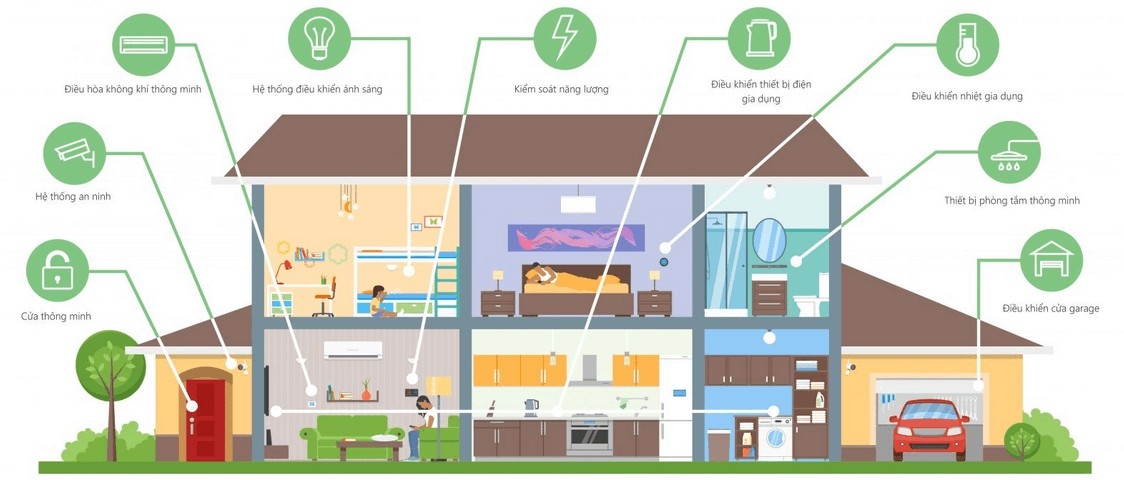 Điều hòa không khí thông minh
Hệ thống điều khiển ánh sáng
Kiểm soát năng lượng
Điều khiển thiết bị điện
gia dụng
Điều khiển nhiệt gia dụng
Hệ thống an ninh
Thiết bị phòng tắm thông minh
Cửa thông minh
Điều khiển cửa garage